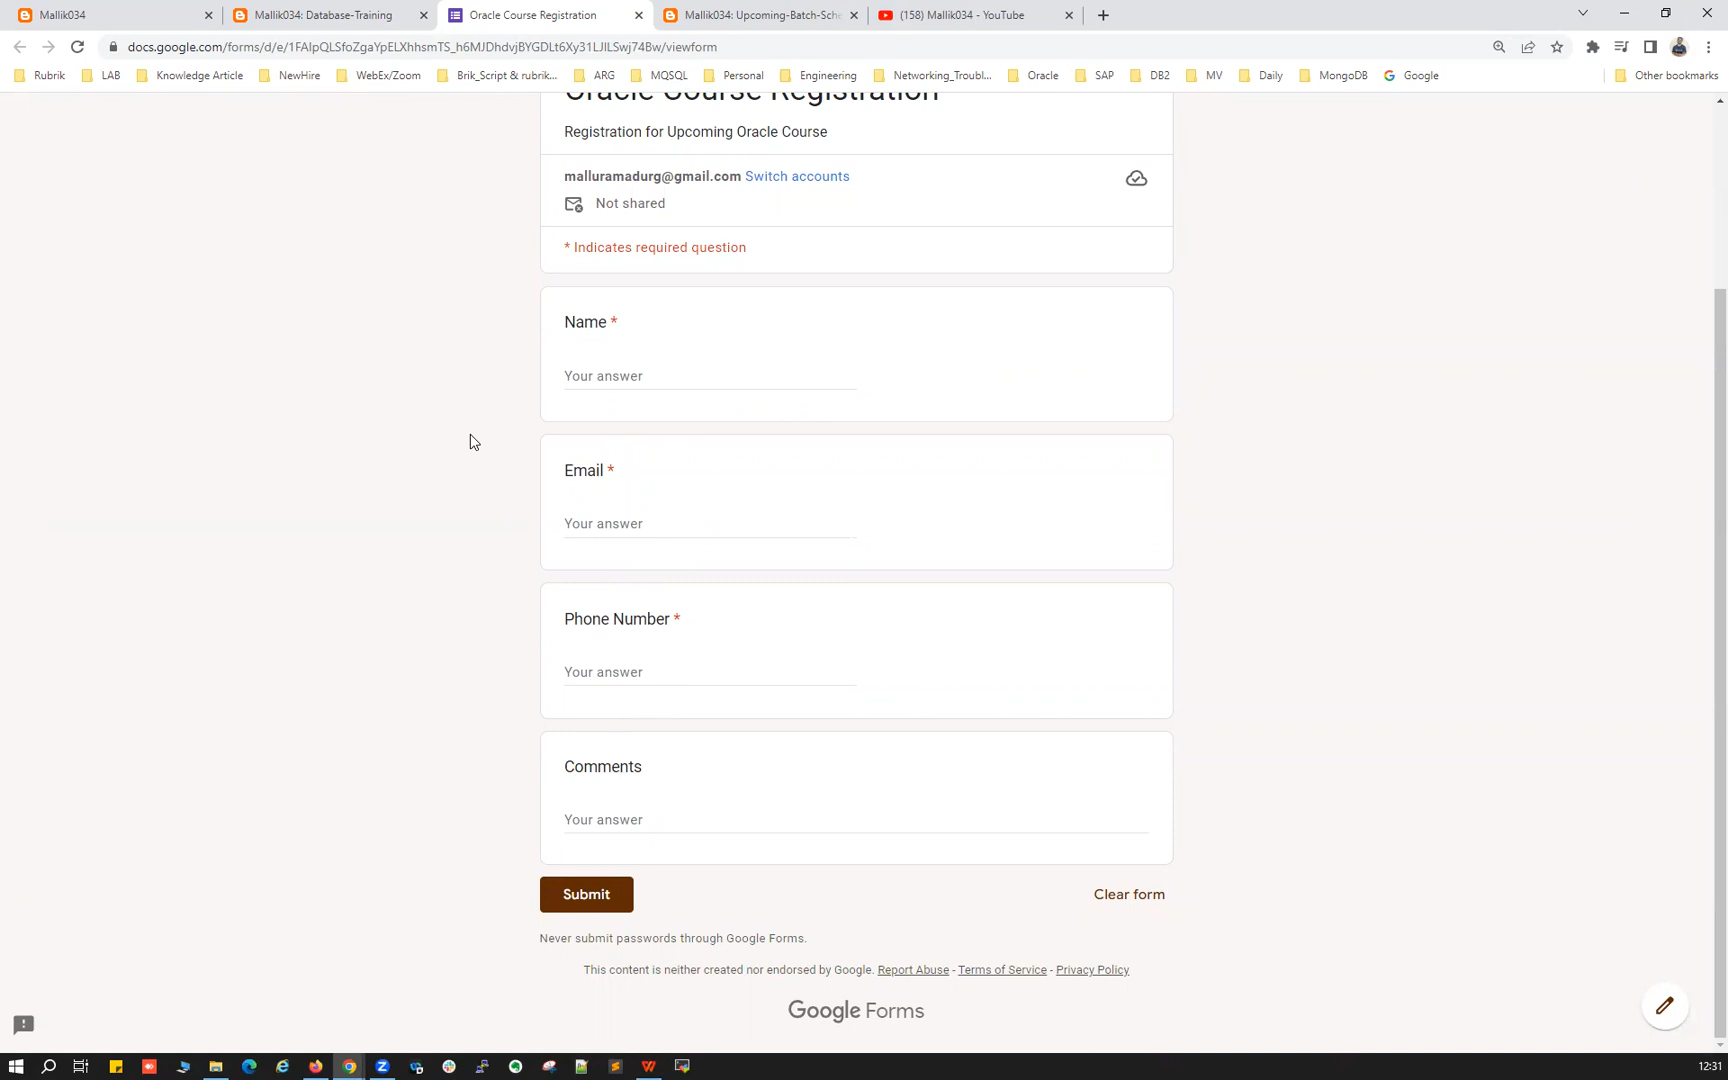 Mallik034
Mallik034: Database-Training
Oracle Course Registration
Mallik034: Upcoming-Batch-Sche
(158) Mallik034 - YouTube
docs.google.com/forms/d/e/1FAIpQLSfoZgaYpELXhhsmTS_h6MJDhdvjBYGDLt6Xy31LJILSwj74Bw/viewform
Rubrik
LAB
Knowledge Article
NewHire
WebEx/Zoom
Brik_Script & rubrik...
ARG
MQSQL
Personal
Engineering
Networking_Troubl...
Oracle
SAP
DB2
MV
Daily
MongoDB
Google
Other bookmarks
Oracle Course Registration
Registration for Upcoming Oracle Course
malluramadurg@gmail.com Switch accounts
Not shared
* Indicates required question
Name *
Your answer
Email *
Your answer
Phone Number *
Your answer
Comments
Your answer
Submit
Clear form
Never submit passwords through Google Forms.
This content is neither created nor endorsed by Google. Report Abuse - Terms of Service - Privacy Policy
Google Forms
12:31